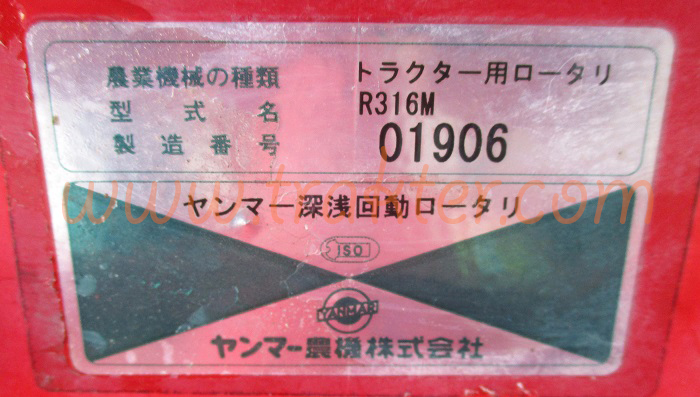 農業機械の種類 トラクター用ロータリ
型式名 R316M
製造番号 01906
www.trofiter.com
ヤンマー深浅回動ロータリ
ISO
YANMAR
ヤンマー農機株式会社